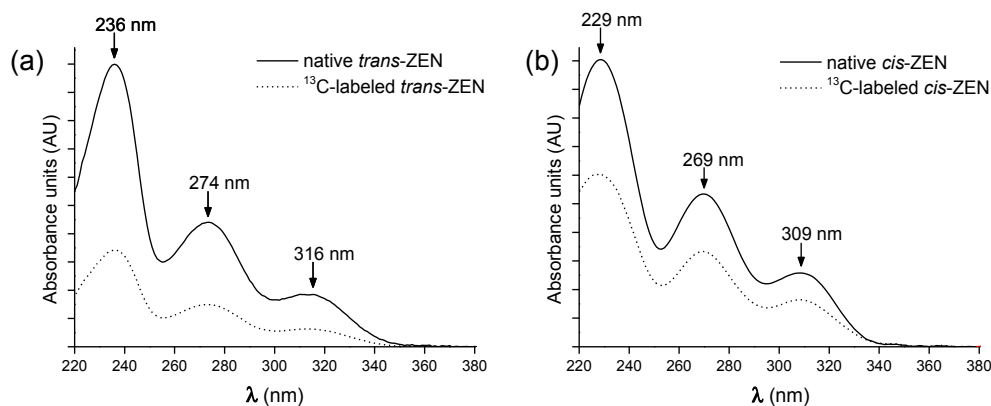 (a)
236 nm
native trans-ZEN
¹³C-labeled trans-ZEN
274 nm
316 nm
Absorbance units (AU)
220 240 260 280 300 320 340 360 380
λ (nm)
(b)
229 nm
native cis-ZEN
¹³C-labeled cis-ZEN
269 nm
309 nm
Absorbance units (AU)
220 240 260 280 300 320 340 360 380
λ (nm)